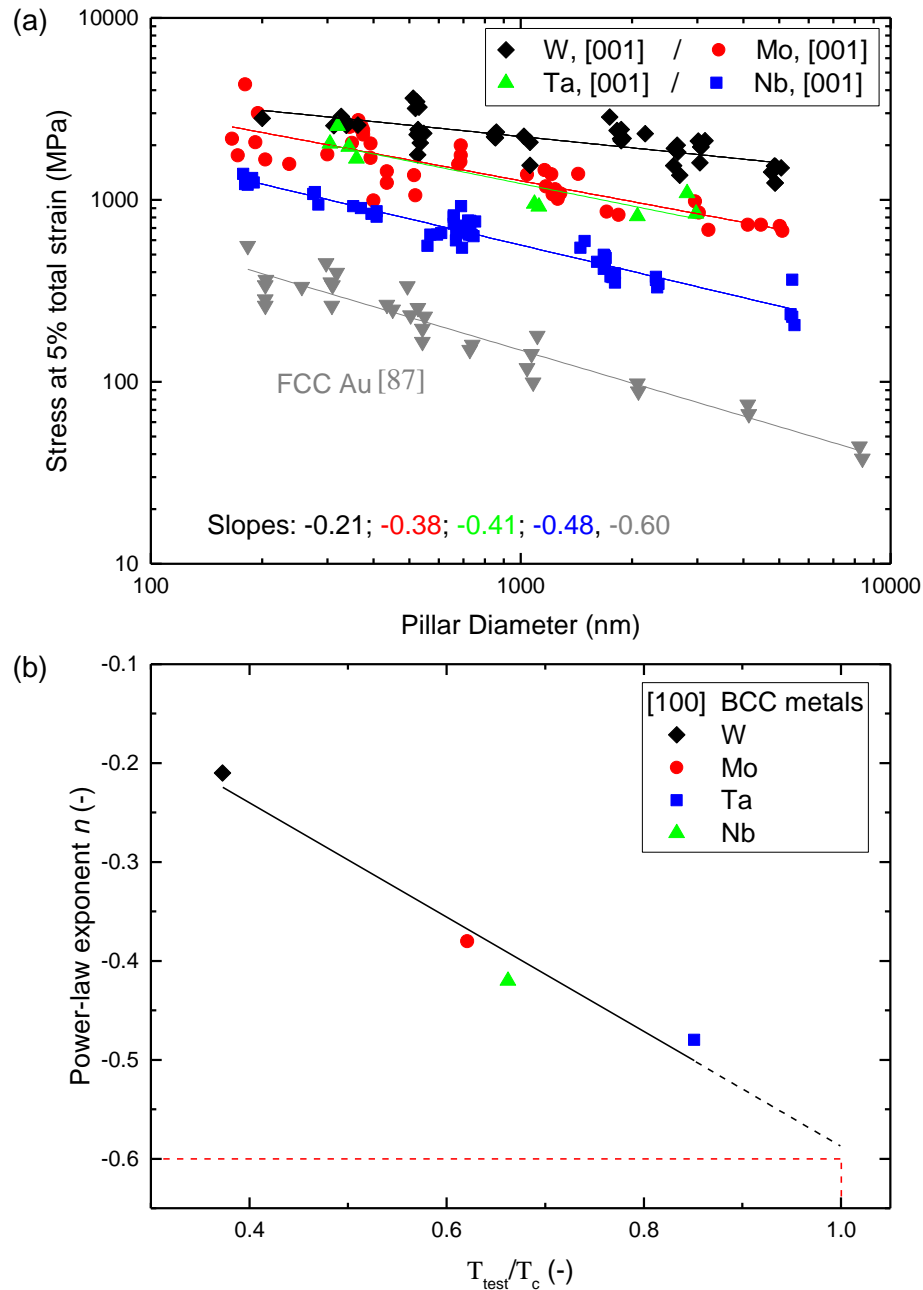 (a)
10000
1000
100
10
Stress at 5% total strain (MPa)
W, [001] / Mo, [001]
Ta, [001] / Nb, [001]
FCC Au [87]
Slopes: -0.21; -0.38; -0.41; -0.48, -0.60
100 1000 10000
Pillar Diameter (nm)
(b)
-0.1
-0.2
-0.3
-0.4
-0.5
-0.6
Power-law exponent n (-)
[100] BCC metals
W
Mo
Ta
Nb
0.4 0.6 0.8 1.0
Ttest/Tc (-)